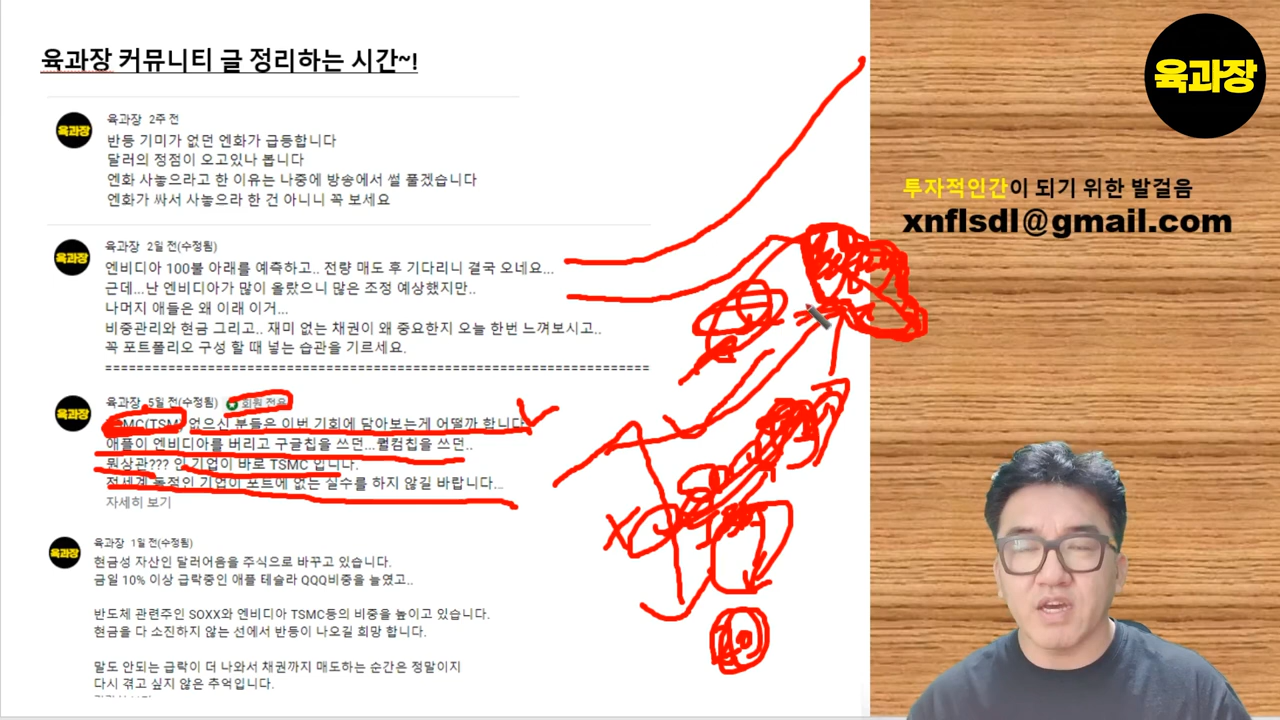 육과장 커뮤니티 글 정리하는 시간~!
육과장
육과장 2주 전
반등 기미가 없던 엔화가 급등합니다
달러의 정점이 오고있나 봅니다
엔화 사놓으라고 한 이유는 나중에 방송에서 썰 풀겠습니다
엔화가 싸서 사놓으라 한 건 아니니 꼭 보세요
육과장
육과장 2일 전(수정됨)
엔비디아 100불 아래를 예측하고.. 전량 매도 후 기다리니 결국 오네요...
근데...난 엔비디아가 많이 올랐으니 많은 조정 예상했지만..
나머지 애들은 왜 이래 이거...
비중관리와 현금 그리고.. 재미 없는 채권이 왜 중요한지 오늘 한번 느껴보시고..
꼭 포트폴리오 구성 할 때 넣는 습관을 기르세요.
======================================================================
육과장
육과장 5일 전(수정됨) 회원 전용
MC(TSM) 없으신 분들은 이번 기회에 담아보는게 어떨까 합니다
애플이 엔비디아를 버리고 구글칩을 쓰던...퀄컴칩을 쓰던..
뭔상관??? 인 기업이 바로 TSMC 입니다.
전세계 독점인 기업이 포트에 없는 실수를 하지 않길 바랍니다...
자세히 보기
육과장
육과장 1일 전(수정됨)
현금성 자산인 달러어음을 주식으로 바꾸고 있습니다.
금일 10% 이상 급락중인 애플 테슬라 QQQ비중을 늘였고..
반도체 관련주인 SOXX와 엔비디아 TSMC등의 비중을 높이고 있습니다.
현금을 다 소진하지 않는 선에서 반등이 나오길 희망 합니다.
말도 안되는 급락이 더 나와서 채권까지 매도하는 순간은 정말이지
다시 겪고 싶지 않은 추억입니다.
육과장
투자적인간이 되기 위한 발걸음
xnflsdl@gmail.com